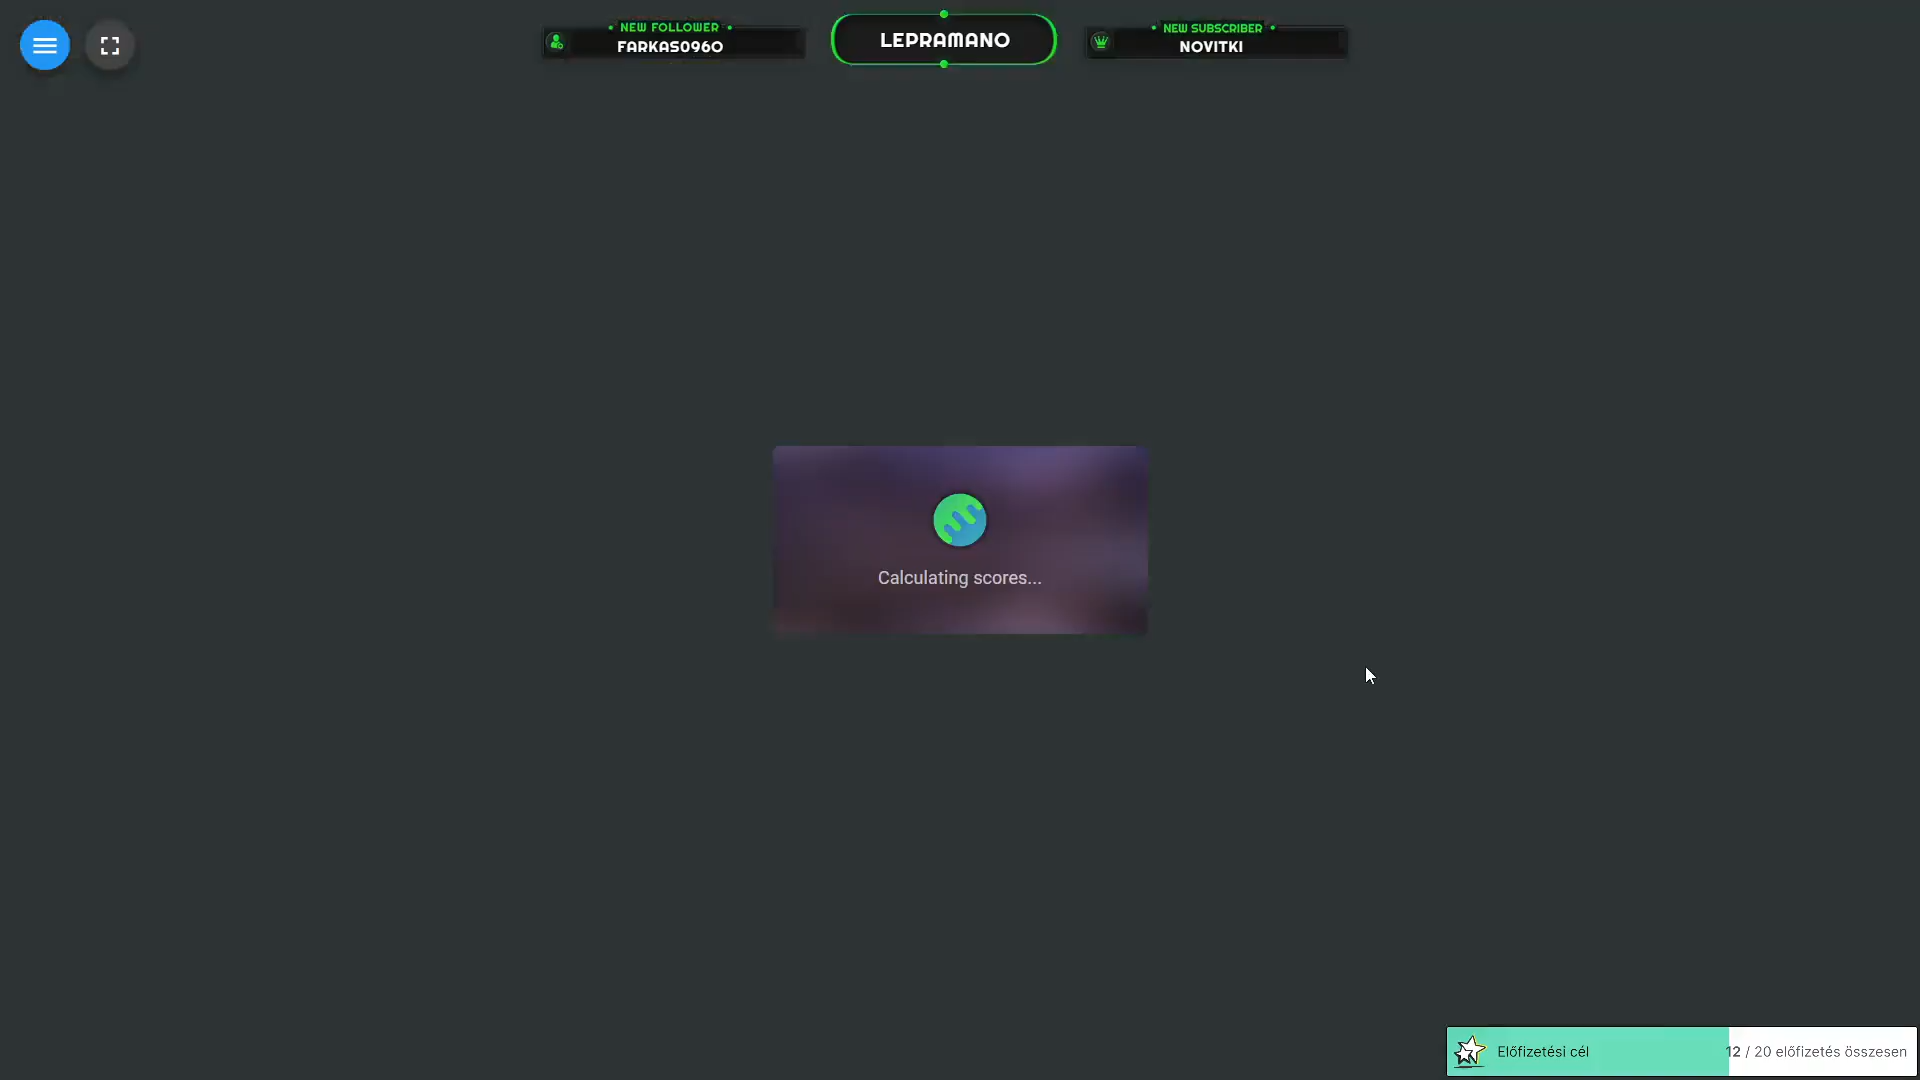 NEW FOLLOWER
FARKAS0960
LEPRAMANO
NEW SUBSCRIBER
NOVITKI
Calculating scores...
Előfizetési cél
12 / 20 előfizetés összesen